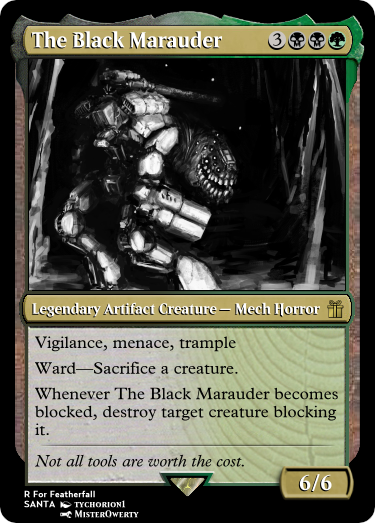 The Black Marauder 3
Legendary Artifact Creature — Mech Horror
Vigilance, menace, trample
Ward—Sacrifice a creature.
Whenever The Black Marauder becomes
blocked, destroy target creature blocking
it.
Not all tools are worth the cost.
6/6
R For Featherfall
SANTA TYCHORION1
MISTEROWERTY